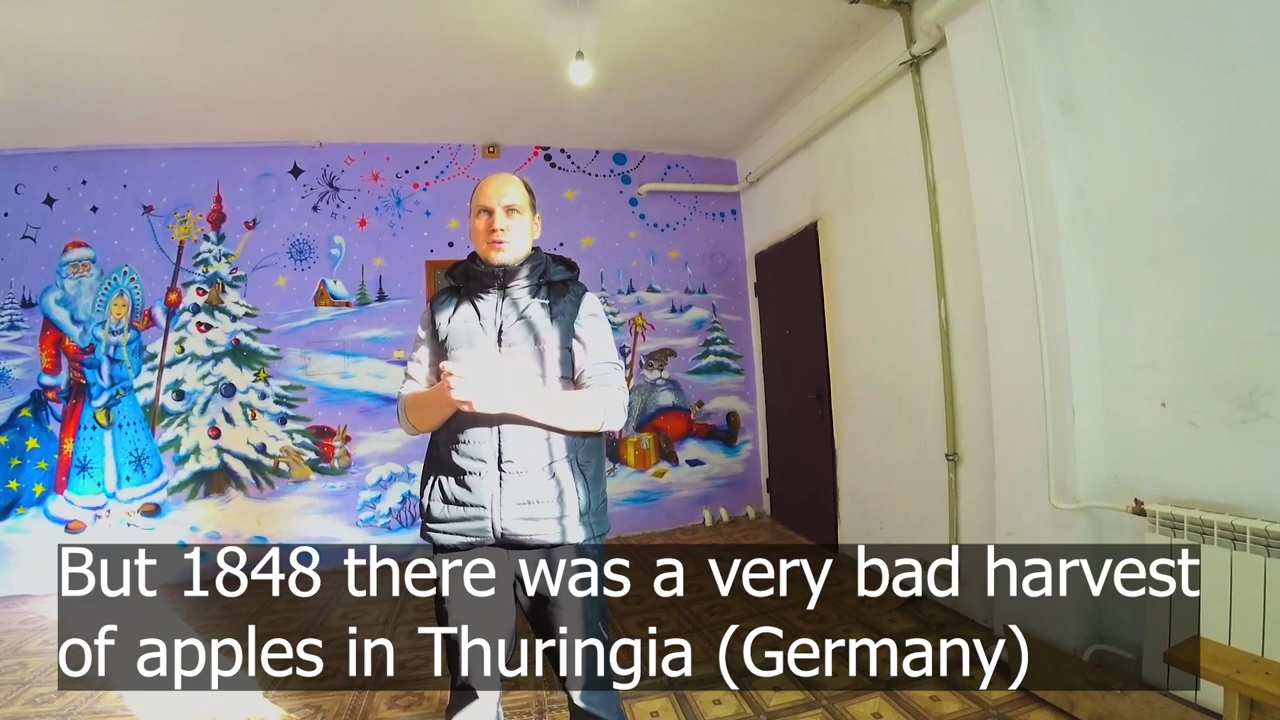 But 1848 there was a very bad harvest
of apples in Thuringia (Germany)